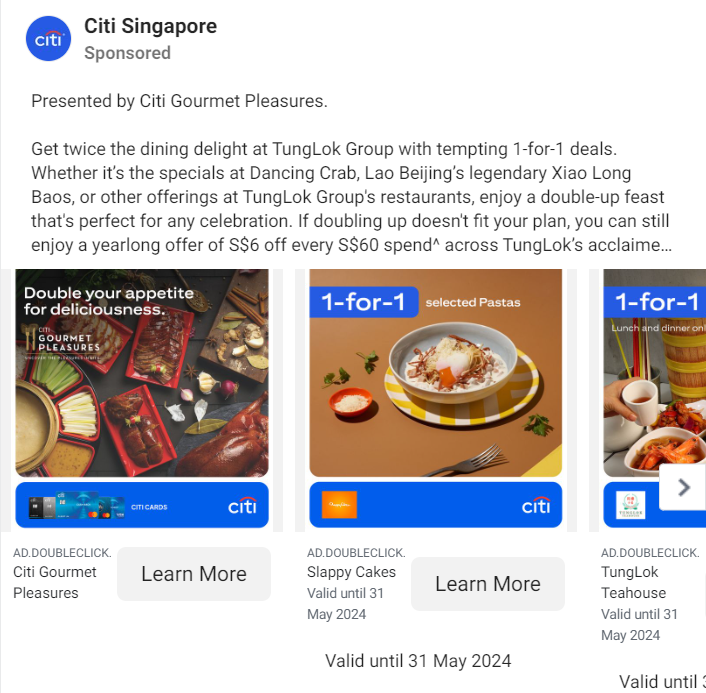 citi
Citi Singapore
Sponsored
Presented by Citi Gourmet Pleasures.
Get twice the dining delight at TungLok Group with tempting 1-for-1 deals.
Whether it’s the specials at Dancing Crab, Lao Beijing’s legendary Xiao Long
Baos, or other offerings at TungLok Group's restaurants, enjoy a double-up feast
that's perfect for any celebration. If doubling up doesn't fit your plan, you can still
enjoy a yearlong offer of S$6 off every S$60 spend^ across TungLok’s acclaime...
Double your appetite
for deliciousness.
CITI
GOURMET
PLEASURES
CITI CARDS
citi
AD.DOUBLECLICK.
Citi Gourmet
Pleasures
Learn More
1-for-1 selected Pastas
citi
AD.DOUBLECLICK.
Slappy Cakes
Valid until 31
May 2024
Learn More
Valid until 31 May 2024
1-for-1
Lunch and dinner onl
TUNGLOK
AD.DOUBLECLICK.
TungLok
Teahouse
Valid until 31
May 2024
Valid until 3